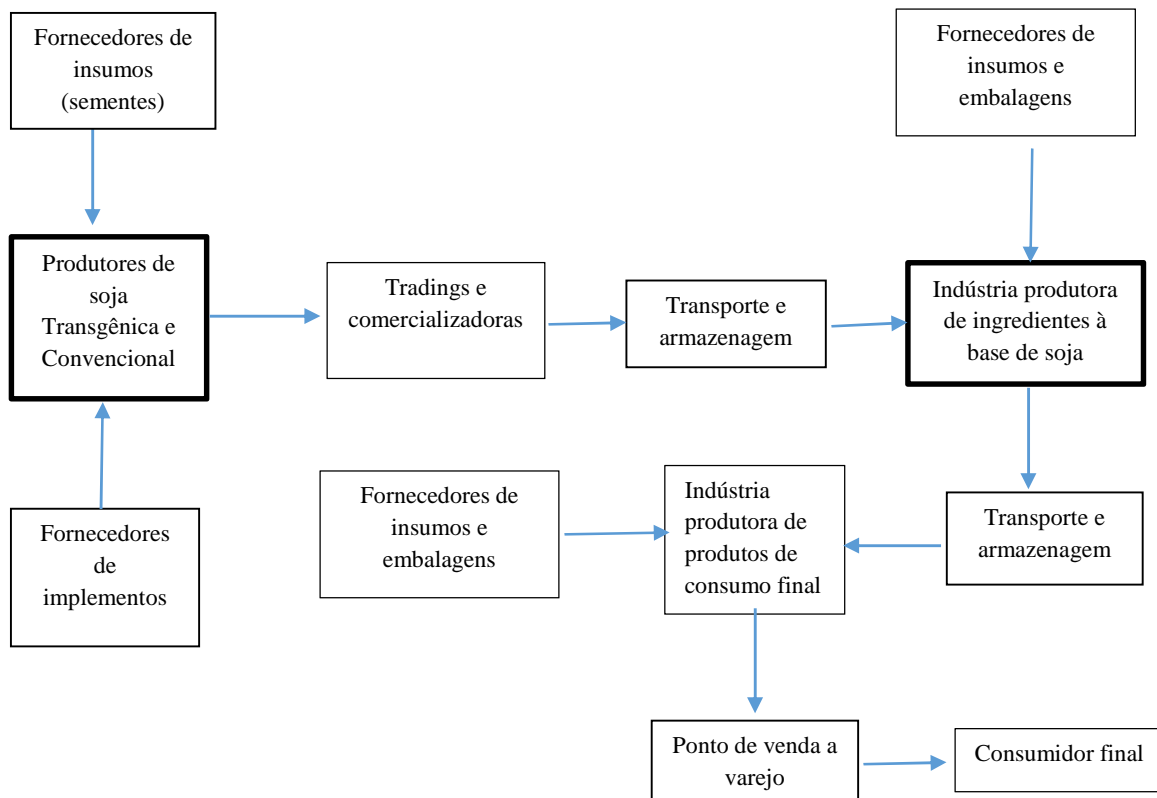 Fornecedores de
insumos
(sementes)
Fornecedores de
insumos e
embalagens
Produtores de
soja
Transgênica e
Convencional
Tradings e
comercializadoras
Transporte e
armazenagem
Indústria produtora
de ingredientes à
base de soja
Fornecedores
de
implementos
Fornecedores de
insumos e
embalagens
Indústria
produtora de
produtos de
consumo final
Transporte e
armazenagem
Ponto de venda a
varejo
Consumidor final